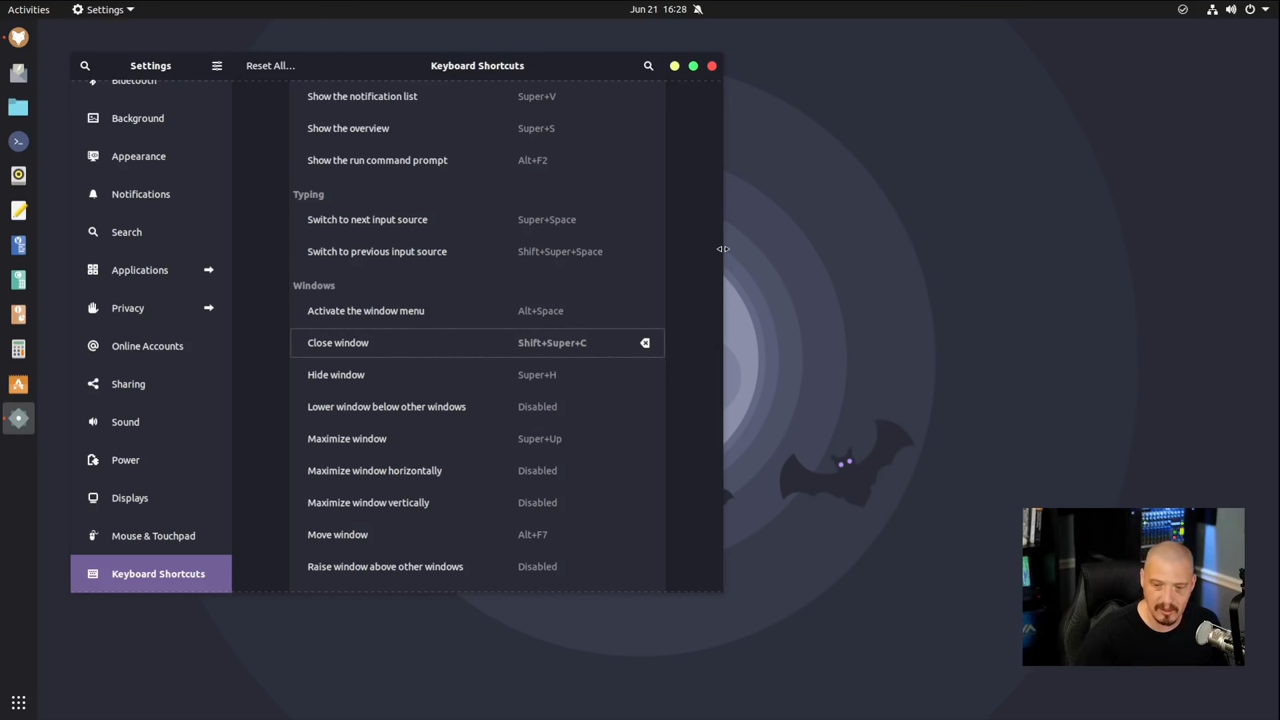 Activities
Settings
Jun 21 16:28
Settings
Reset All...
Keyboard Shortcuts
Bluetooth
Background
Appearance
Notifications
Search
Applications
Privacy
Online Accounts
Sharing
Sound
Power
Displays
Mouse & Touchpad
Keyboard Shortcuts
Show the notification list Super+V
Show the overview Super+S
Show the run command prompt Alt+F2
Typing
Switch to next input source Super+Space
Switch to previous input source Shift+Super+Space
Windows
Activate the window menu Alt+Space
Close window Shift+Super+C
Hide window Super+H
Lower window below other windows Disabled
Maximize window Super+Up
Maximize window horizontally Disabled
Maximize window vertically Disabled
Move window Alt+F7
Raise window above other windows Disabled